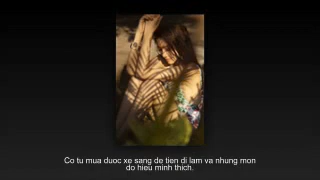 Co tu mua duoc xe sang de tien di lam va nhung mon
do hieu minh thich.